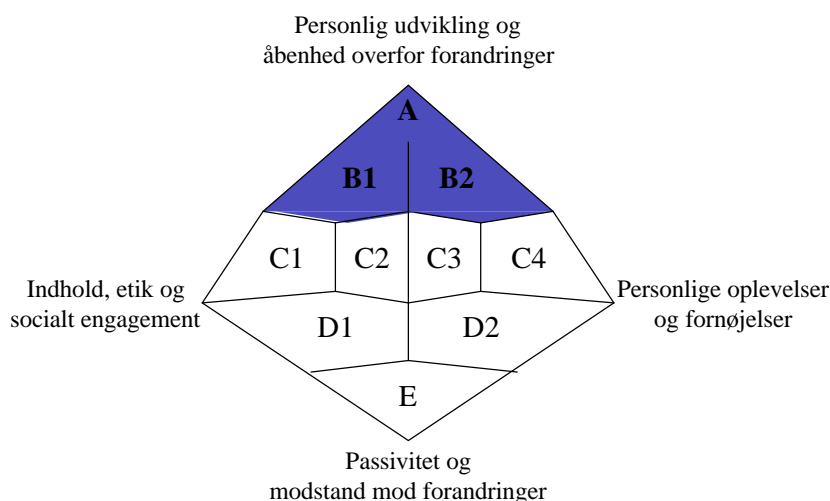 Personlig udvikling og
åbenhed overfor forandringer
A
B1 B2
C1 C2 C3 C4
Indhold, etik og
socialt engagement
Personlige oplevelser
og fornøjelser
D1 D2
E
Passivitet og
modstand mod forandringer